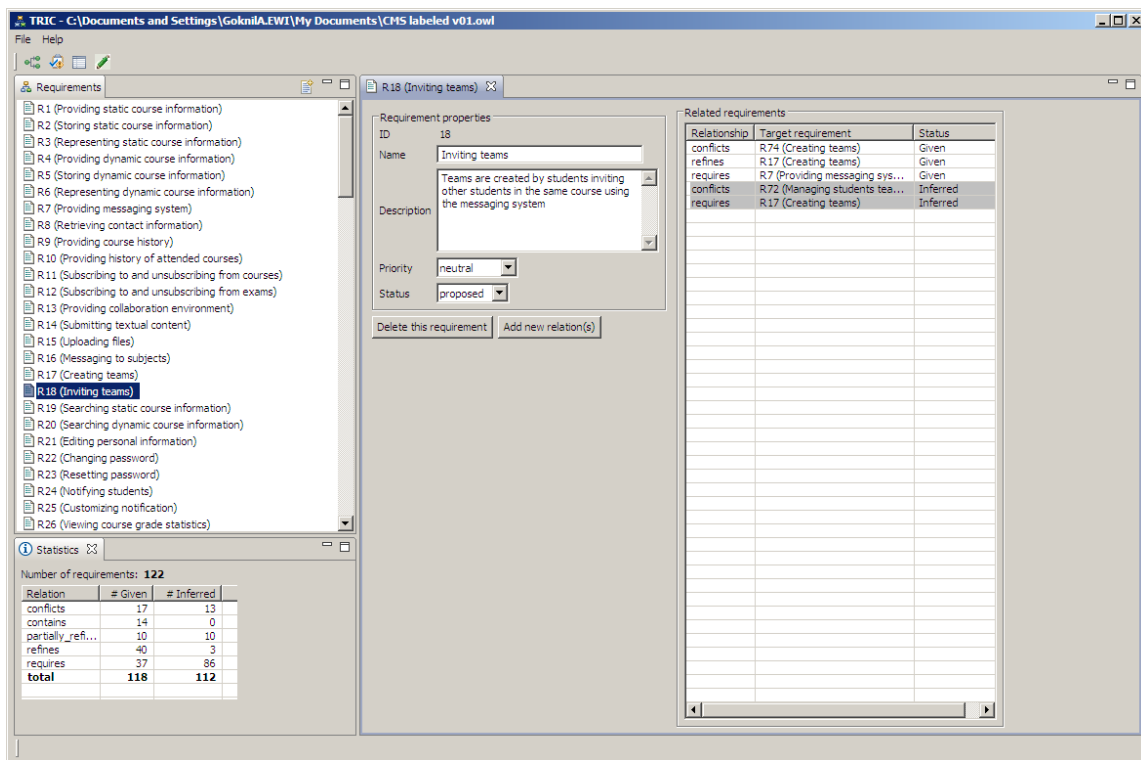 TRIC - C:\Documents and Settings\GoknilA.EWI\My Documents\CMS labeled v01.owl
File Help
Requirements
R1 (Providing static course information)
R2 (Storing static course information)
R3 (Representing static course information)
R4 (Providing dynamic course information)
R5 (Storing dynamic course information)
R6 (Representing dynamic course information)
R7 (Providing messaging system)
R8 (Retrieving contact information)
R9 (Providing course history)
R10 (Providing history of attended courses)
R11 (Subscribing to and unsubscribing from courses)
R12 (Subscribing to and unsubscribing from exams)
R13 (Providing collaboration environment)
R14 (Submitting textual content)
R15 (Uploading files)
R16 (Messaging to subjects)
R17 (Creating teams)
R18 (Inviting teams)
R19 (Searching static course information)
R20 (Searching dynamic course information)
R21 (Editing personal information)
R22 (Changing password)
R23 (Resetting password)
R24 (Notifying students)
R25 (Customizing notification)
R26 (Viewing course grade statistics)
Statistics
Number of requirements: 122
Relation # Given # Inferred
conflicts 17 13
contains 14 0
partially_refi... 10 10
refines 40 3
requires 37 86
total 118 112
R18 (Inviting teams)
Requirement properties
ID 18
Name Inviting teams
Description
Teams are created by students inviting
other students in the same course using
the messaging system
Priority neutral
Status proposed
Delete this requirement Add new relation(s)
Related requirements
Relationship Target requirement Status
conflicts R74 (Creating teams) Given
refines R17 (Creating teams) Given
requires R7 (Providing messaging sys... Given
conflicts R72 (Managing students tea... Inferred
requires R17 (Creating teams) Inferred